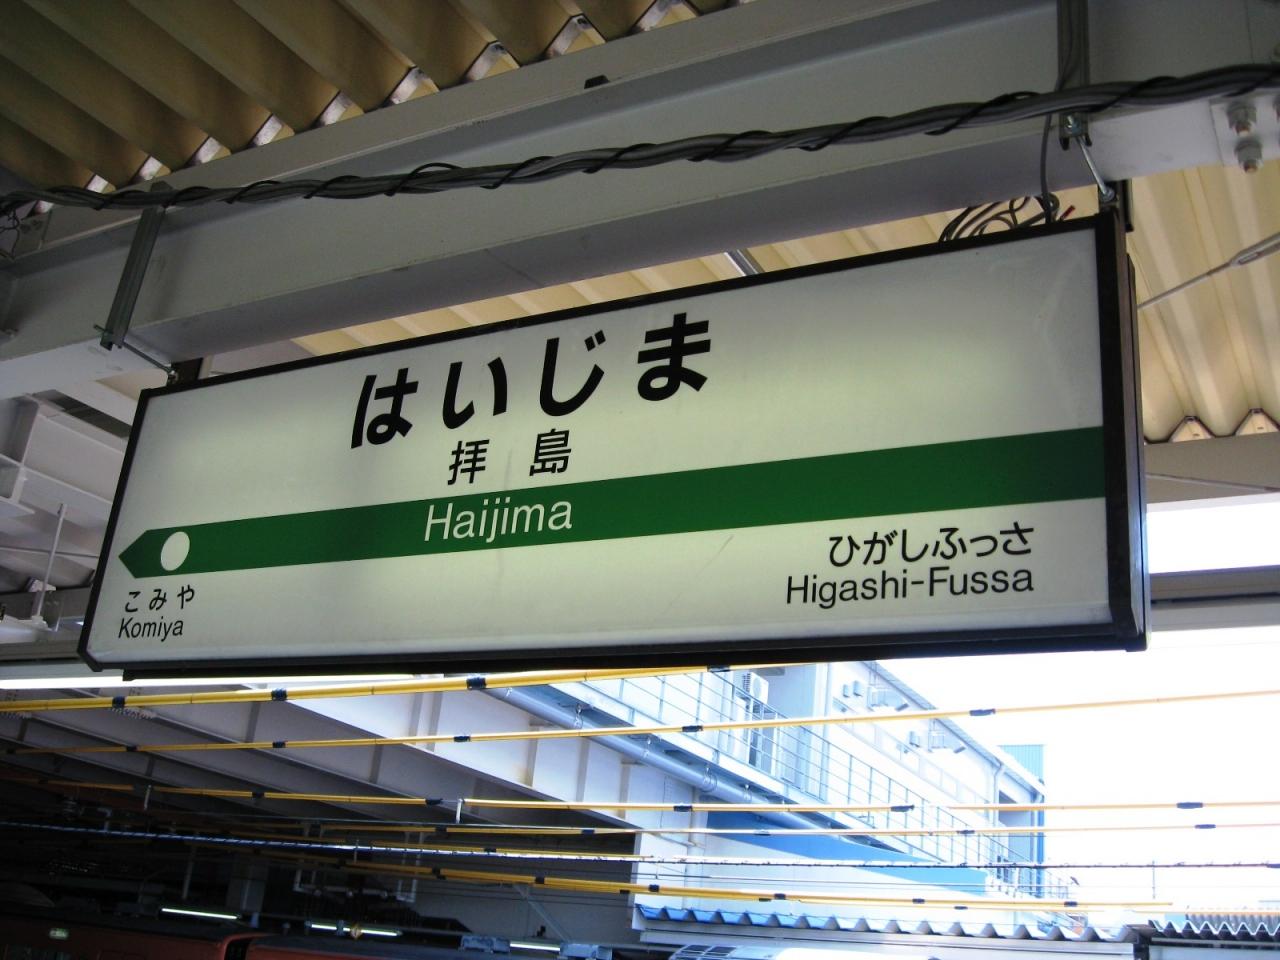 はいじま
拝島
Haijima
こみや
Komiya
ひがしふっさ
Higashi-Fussa